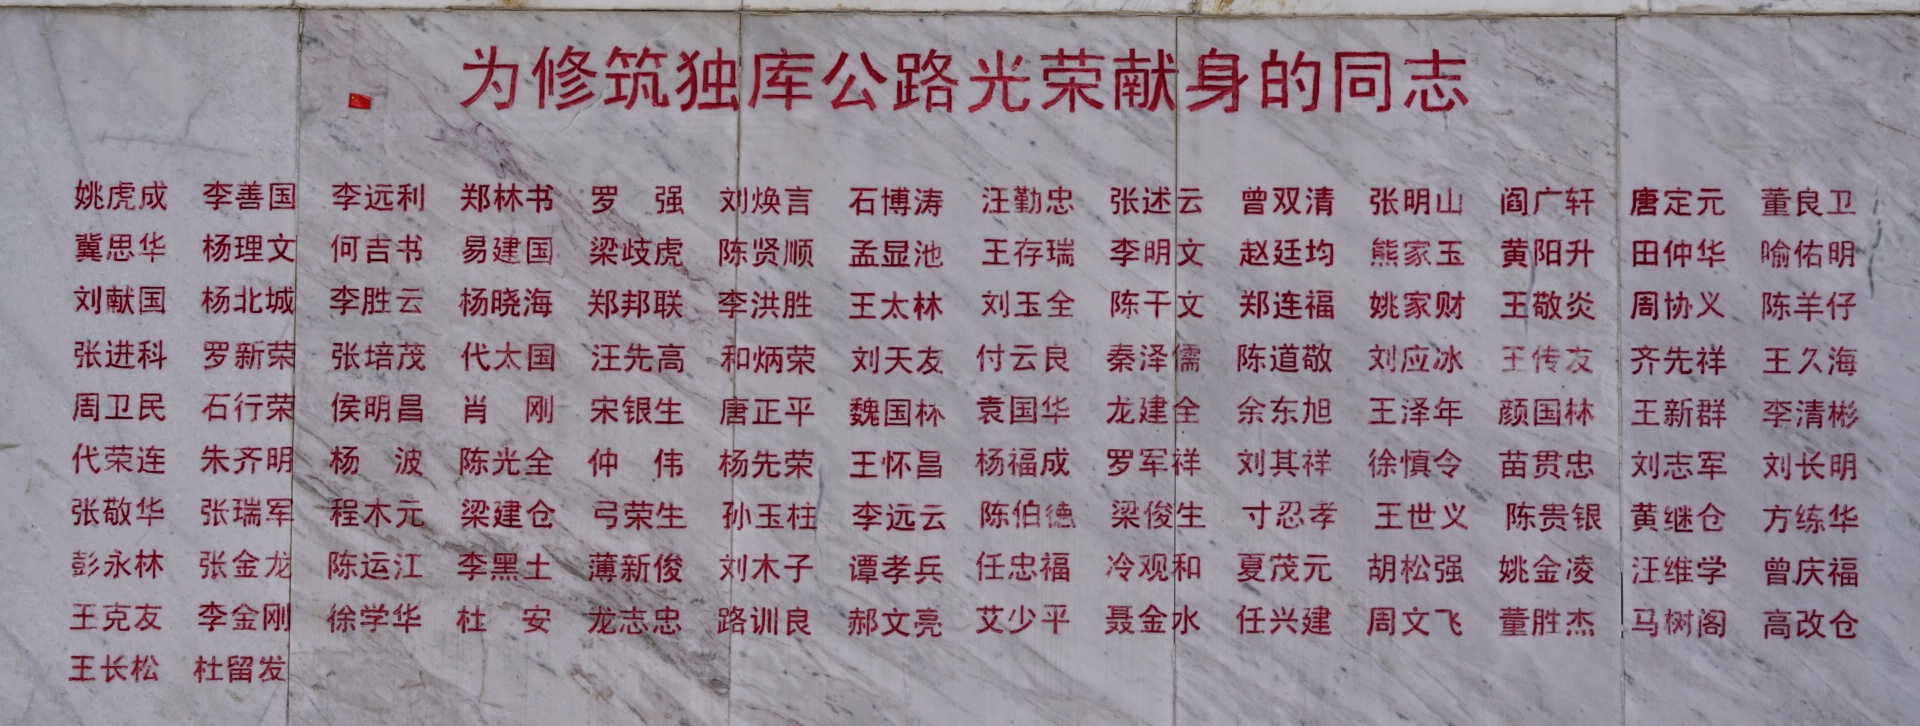 为修筑独库公路光荣献身的同志
姚虎成 李善国 李远利 郑林书 罗 强 刘焕言 石博涛 汪勤忠 张述云 曾双清 张明山 阎广轩 唐定元 董良卫
冀思华 杨理文 何吉书 易建国 梁歧虎 陈贤顺 孟显池 王存瑞 李明文 赵廷均 熊家玉 黄阳升 田仲华 喻佑明
刘献国 杨北城 李胜云 杨晓海 郑邦联 李洪胜 王太林 刘玉全 陈干文 郑连福 姚家财 王敬炎 周协义 陈羊仔
张进科 罗新荣 张培茂 代太国 汪先高 和炳荣 刘天友 付云良 秦泽儒 陈道敬 刘应冰 王传友 齐先祥 王久海
周卫民 石行荣 侯明昌 肖 刚 宋银生 唐正平 魏国林 袁国华 龙建全 余东旭 王泽年 颜国林 王新群 李清彬
代荣连 朱齐明 杨 波 陈光全 仲 伟 杨先荣 王怀昌 杨福成 罗军祥 刘其祥 徐慎令 苗贯忠 刘志军 刘长明
张敬华 张瑞军 程木元 梁建仓 弓荣生 孙玉柱 李远云 陈伯德 梁俊生 寸忍孝 王世义 陈贵银 黄继仓 方练华
彭永林 张金龙 陈运江 李黑土 薄新俊 刘木子 谭孝兵 任忠福 冷观和 夏茂元 胡松强 姚金凌 汪维学 曾庆福
王克友 李金刚 徐学华 杜 安 龙志忠 路训良 郝文亮 艾少平 聂金水 任兴建 周文飞 董胜杰 马树阁 高改仓
王长松 杜留发